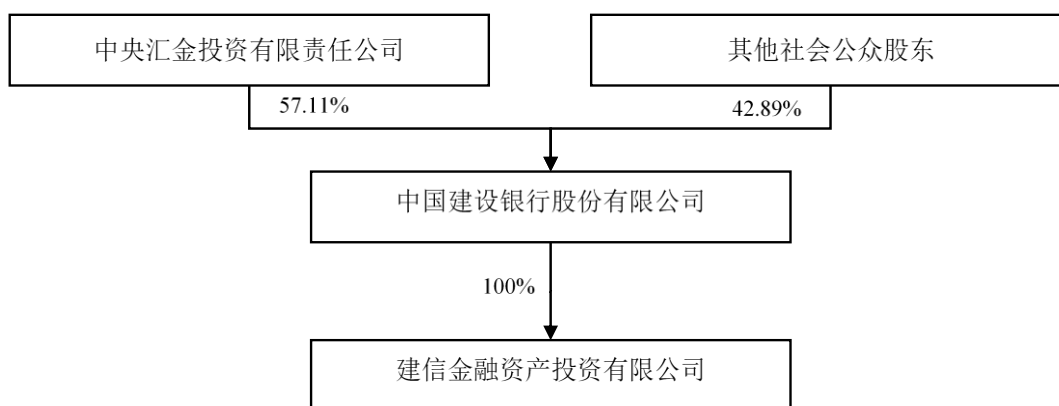 中央汇金投资有限责任公司
其他社会公众股东
57.11%
42.89%
中国建设银行股份有限公司
100%
建信金融资产投资有限公司